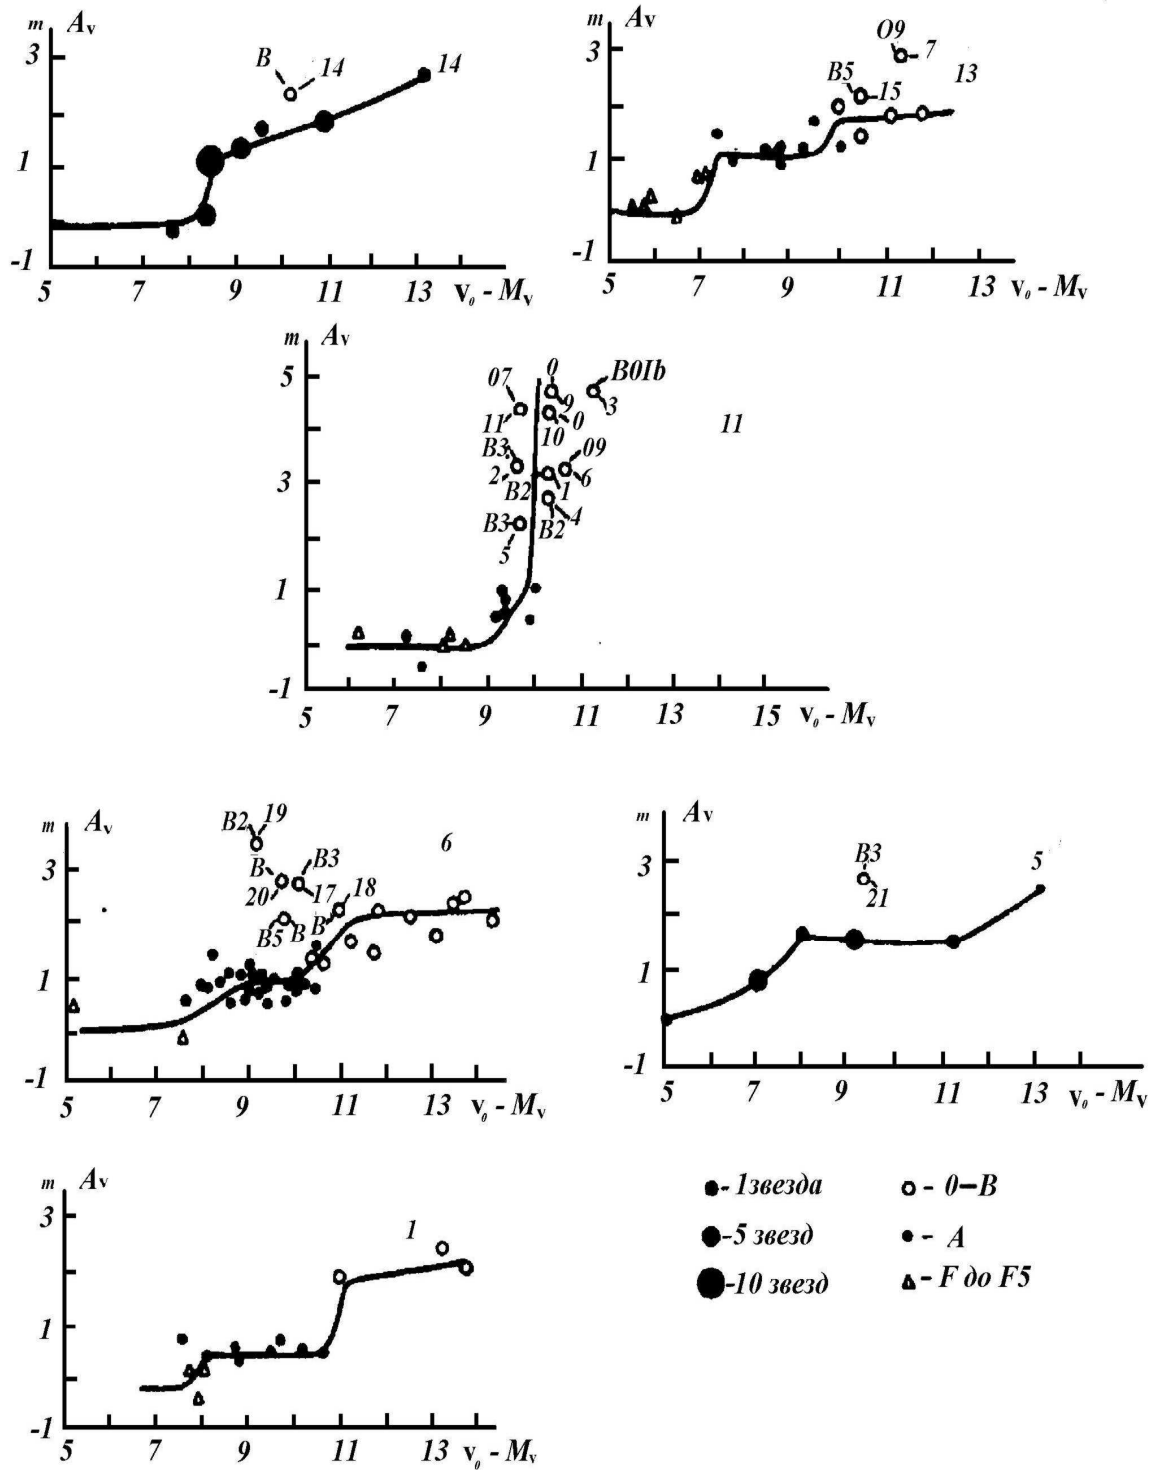 m Av
3
B
14
14
1
-1
5 7 9 11 13 v₀ - Mv
m Av
3
O9
7
B5
15
13
1
-1
5 7 9 11 13 v₀ - Mv
m Av
5
07
0
B0Ib
11
9
0
3
10
11
B3
09
3
2
B2
1
6
B3
B2
4
5
1
-1
5 7 9 11 13 15 v₀ - Mv
m Av
B2
19
6
3
B
B3
20
17
18
B5
B
B
1
-1
5 7 9 11 13 v₀ - Mv
m Av
3
B3
21
5
1
-1
5 7 9 11 13 v₀ - Mv
m Av
3
1
1
-1
5 7 9 11 13 v₀ - Mv
- 1звезда
-5 звезд
-10 звезд
- 0-B
- A
- F до F5